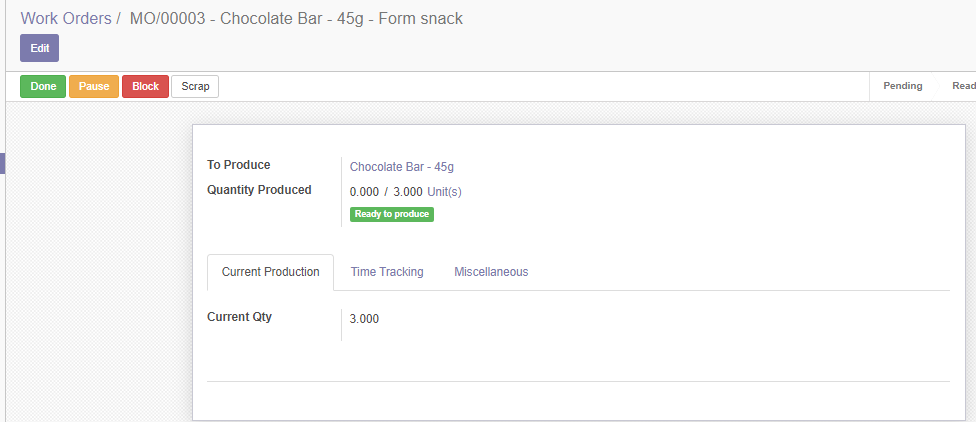 Work Orders / MO/00003 - Chocolate Bar - 45g - Form snack
Edit
Done Pause Block Scrap Pending Read
To Produce Chocolate Bar - 45g
Quantity Produced 0.000 / 3.000 Unit(s)
Ready to produce
Current Production Time Tracking Miscellaneous
Current Qty 3.000